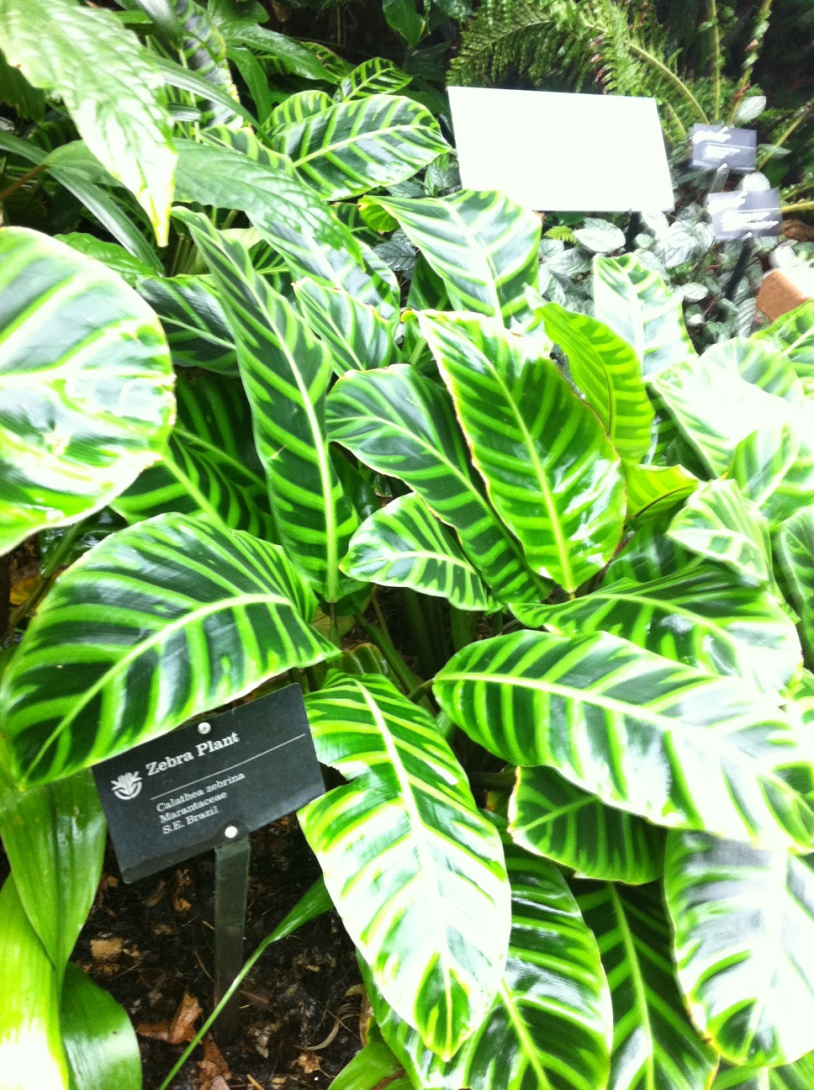 Zebra Plant
Calathea zebrina
Marantaceae
S.E. Brazil